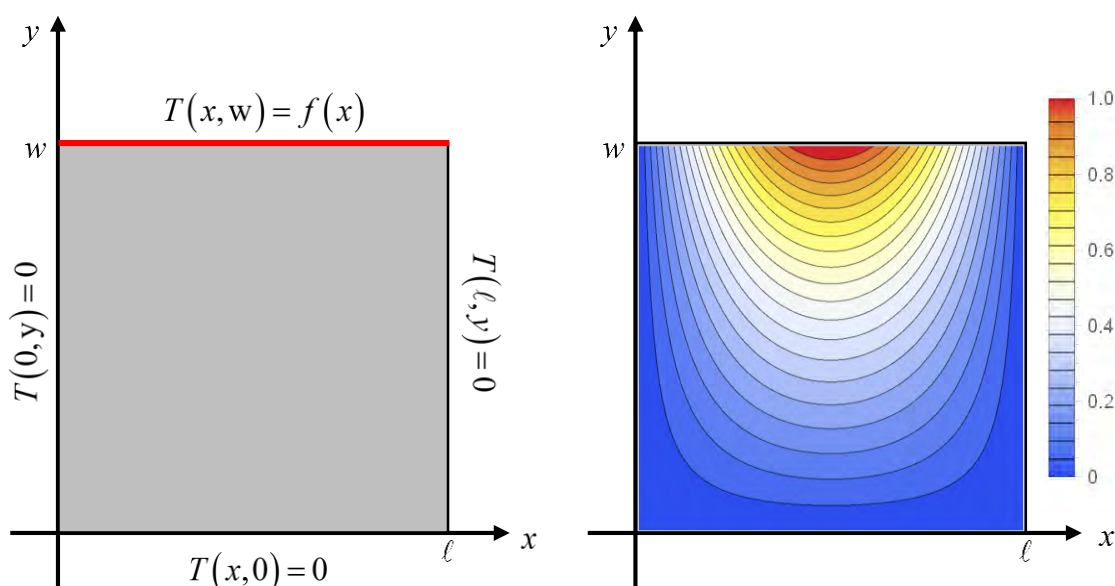 y
T(x,w)=f(x)
w
T(0,y)=0
T(ℓ,y)=0
ℓ
x
T(x,0)=0
y
w
ℓ
x
1.0
0.8
0.6
0.4
0.2
0